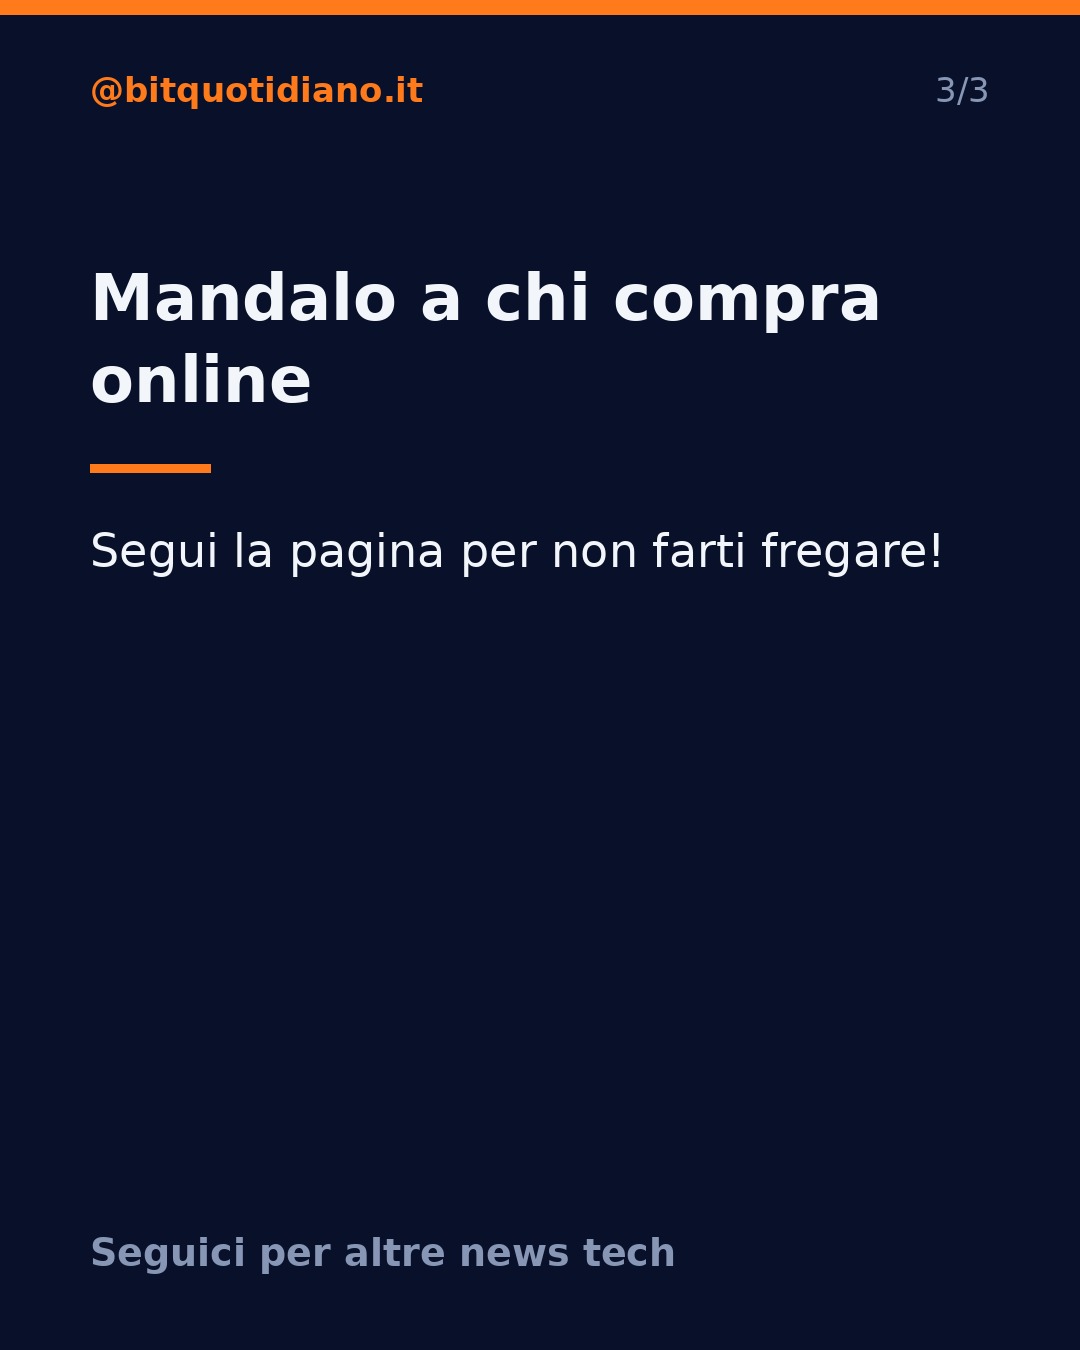 @bitquotidiano.it
3/3
Mandalo a chi compra
online
Segui la pagina per non farti fregare!
Seguici per altre news tech